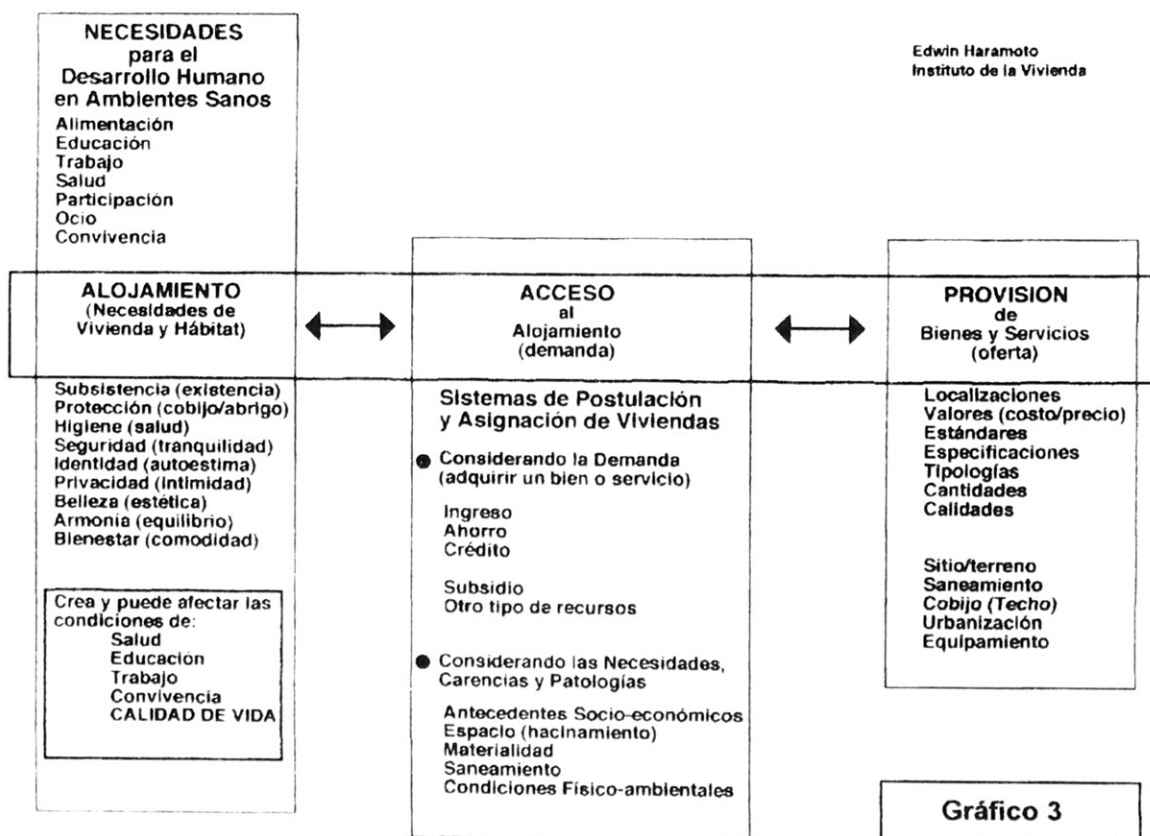 NECESIDADES
para el
Desarrollo Humano
en Ambientes Sanos
Alimentación
Educación
Trabajo
Salud
Participación
Ocio
Convivencia
Edwin Haramoto
Instituto de la Vivienda
ALOJAMIENTO
(Necesidades de
Vivienda y Hábitat)
Subsistencia (existencia)
Protección (cobijo/abrigo)
Higiene (salud)
Seguridad (tranquilidad)
Identidad (autoestima)
Privacidad (intimidad)
Belleza (estética)
Armonía (equilibrio)
Bienestar (comodidad)
Crea y puede afectar las
condiciones de:
Salud
Educación
Trabajo
Convivencia
CALIDAD DE VIDA
ACCESO
al
Alojamiento
(demanda)
Sistemas de Postulación
y Asignación de Viviendas
● Considerando la Demanda
(adquirir un bien o servicio)
Ingreso
Ahorro
Crédito
Subsidio
Otro tipo de recursos
● Considerando las Necesidades,
Carencias y Patologías
Antecedentes Socio-económicos
Espacio (hacinamiento)
Materialidad
Saneamiento
Condiciones Físico-ambientales
PROVISION
de
Bienes y Servicios
(oferta)
Localizaciones
Valores (costo/precio)
Estándares
Especificaciones
Tipologías
Cantidades
Calidades
Sitio/terreno
Saneamiento
Cobijo (Techo)
Urbanización
Equipamiento
Gráfico 3